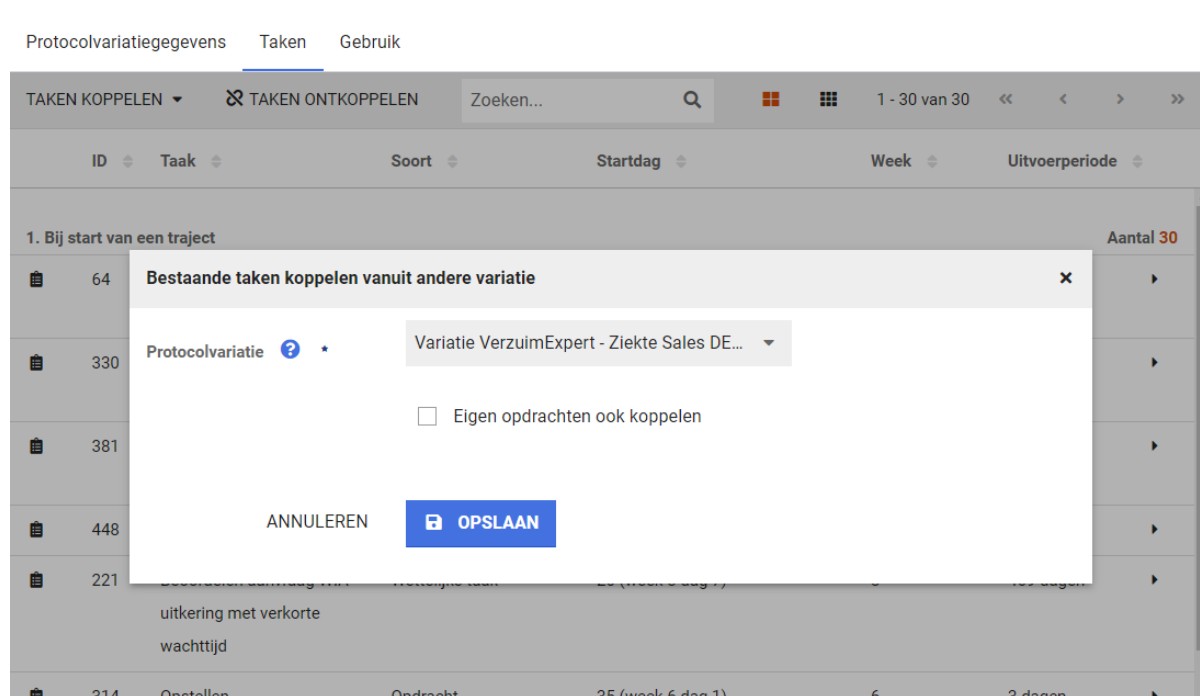 Protocolvariatiegegevens Taken Gebruik
TAKEN KOPPELEN TAKEN ONTKOPPELEN Zoeken... 1 - 30 van 30
ID Taak Soort Startdag Week Uitvoerperiode
1. Bij start van een traject Aantal 30
64
Bestaande taken koppelen vanuit andere variatie
Protocolvariatie Variatie VerzuimExpert - Ziekte Sales DE...
330
Eigen opdrachten ook koppelen
381
ANNULEREN OPSLAAN
448
221
uitkering met verkorte
wachttijd
314 Opstellen Opdracht 35 (week 6 dag 1) 6 3 dagen